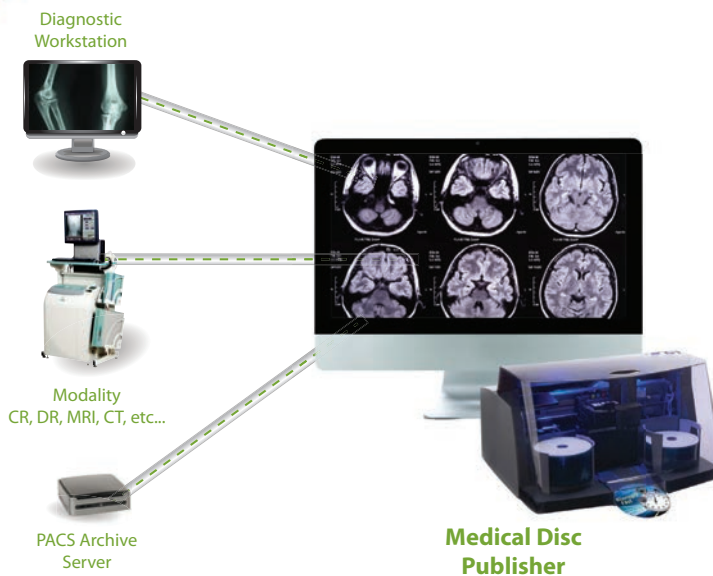 Diagnostic
Workstation
Modality
CR, DR, MRI, CT, etc...
PACS Archive
Server
Medical Disc
Publisher